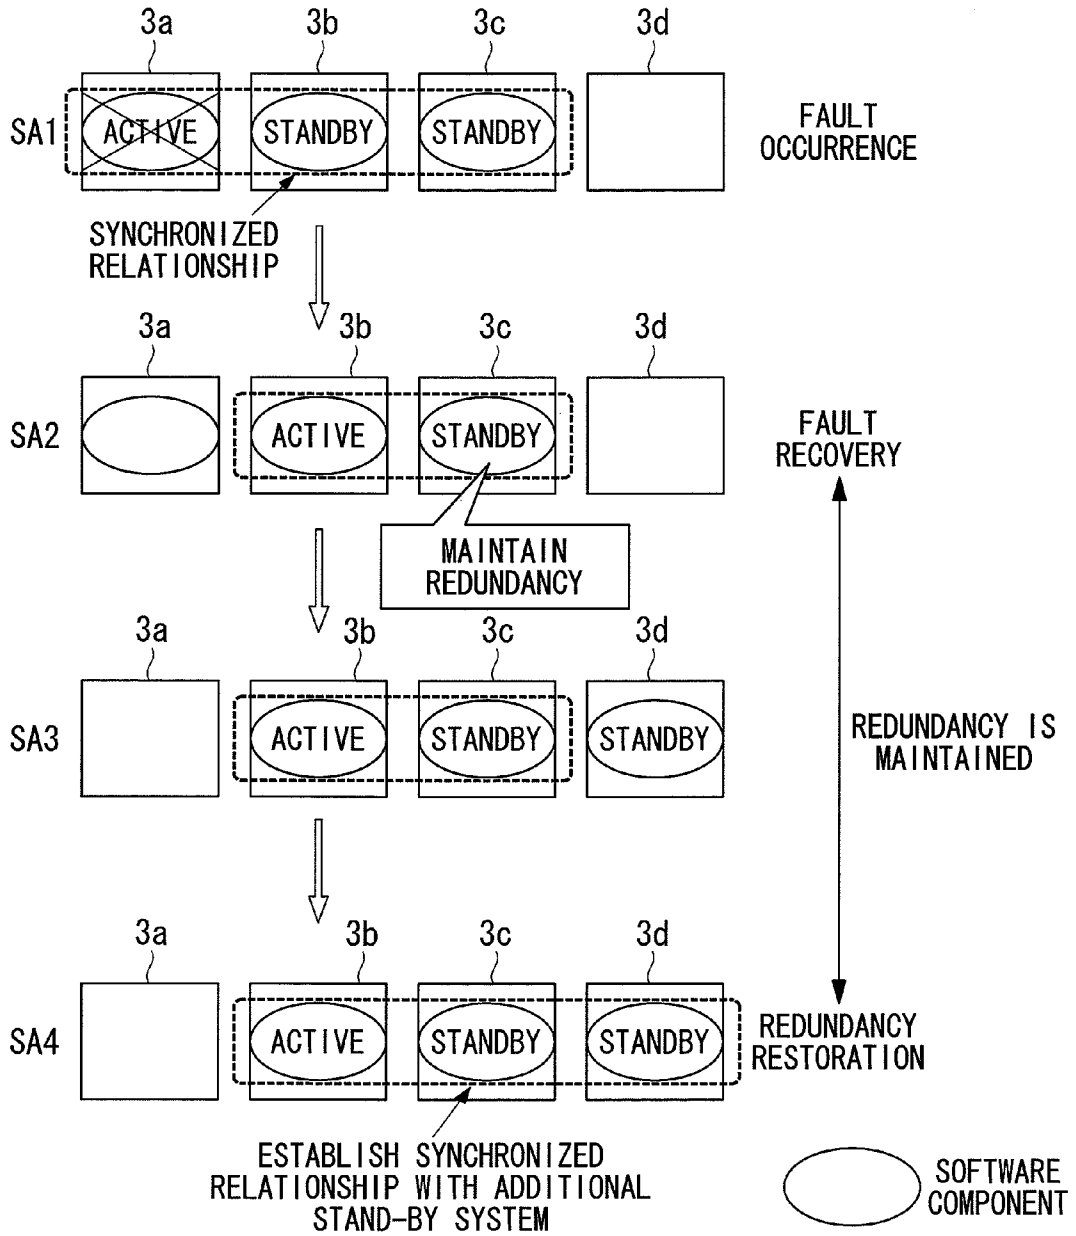 3a 3b 3c 3d
SA1 ACTIVE STANDBY STANDBY
FAULT
OCCURRENCE
SYNCHRONIZED
RELATIONSHIP
3a 3b 3c 3d
SA2 ACTIVE STANDBY
FAULT
RECOVERY
MAINTAIN
REDUNDANCY
3a 3b 3c 3d
SA3 ACTIVE STANDBY STANDBY
REDUNDANCY IS
MAINTAINED
3a 3b 3c 3d
SA4 ACTIVE STANDBY STANDBY
REDUNDANCY
RESTORATION
ESTABLISH SYNCHRONIZED
RELATIONSHIP WITH ADDITIONAL
STAND-BY SYSTEM
SOFTWARE
COMPONENT